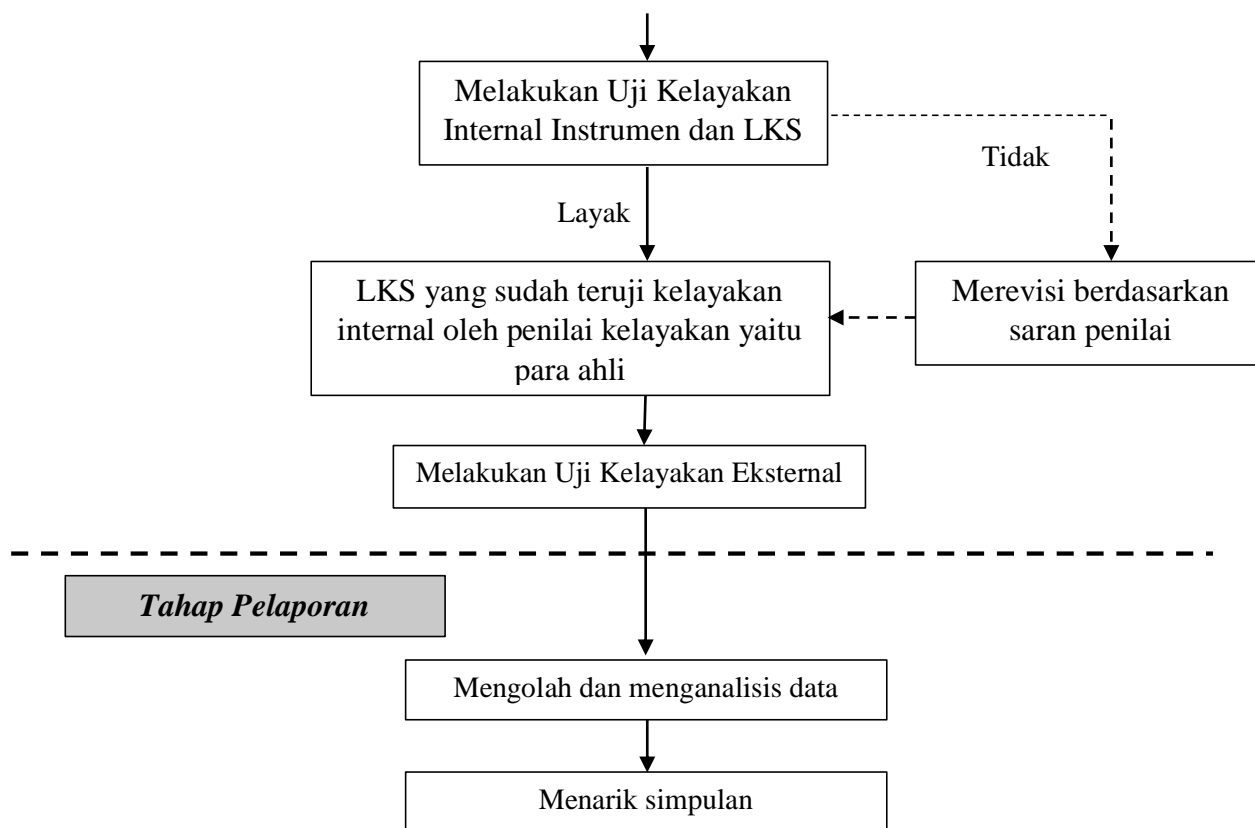 Melakukan Uji Kelayakan
Internal Instrumen dan LKS
Tidak
Layak
LKS yang sudah teruji kelayakan
internal oleh penilai kelayakan yaitu
para ahli
Merevisi berdasarkan
saran penilai
Melakukan Uji Kelayakan Eksternal
Tahap Pelaporan
Mengolah dan menganalisis data
Menarik simpulan